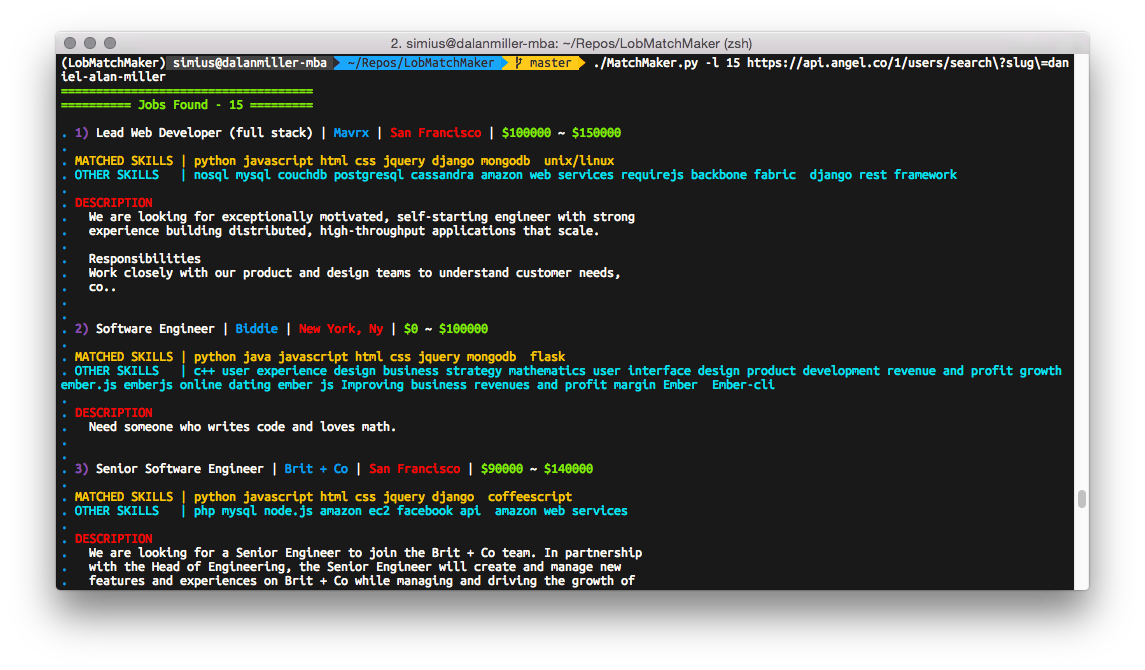 2. simius@dalanmiller-mba: ~/Repos/LobMatchMaker (zsh)
(LobMatchMaker) simius@dalanmiller-mba ~/Repos/LobMatchMaker master ./MatchMaker.py -l 15 https://api.angel.co/1/users/search\?slug\=dan
iel-alan-miller
====================================
========== Jobs Found - 15 =========
. 1) Lead Web Developer (full stack) | Mavrx | San Francisco | $100000 ~ $150000
.
. MATCHED SKILLS | python javascript html css jquery django mongodb  unix/linux
. OTHER SKILLS   | nosql mysql couchdb postgresql cassandra amazon web services requirejs backbone fabric  django rest framework
.
. DESCRIPTION
.   We are looking for exceptionally motivated, self-starting engineer with strong
.   experience building distributed, high-throughput applications that scale.
.
.   Responsibilities
.   Work closely with our product and design teams to understand customer needs,
.   co..
.
.
. 2) Software Engineer | Biddie | New York, Ny | $0 ~ $100000
.
. MATCHED SKILLS | python java javascript html css jquery mongodb  flask
. OTHER SKILLS   | c++ user experience design business strategy mathematics user interface design product development revenue and profit growth
ember.js emberjs online dating ember js Improving business revenues and profit margin Ember  Ember-cli
.
. DESCRIPTION
.   Need someone who writes code and loves math.
.
.
. 3) Senior Software Engineer | Brit + Co | San Francisco | $90000 ~ $140000
.
. MATCHED SKILLS | python javascript html css jquery django  coffeescript
. OTHER SKILLS   | php mysql node.js amazon ec2 facebook api  amazon web services
.
. DESCRIPTION
.   We are looking for a Senior Engineer to join the Brit + Co team. In partnership
.   with the Head of Engineering, the Senior Engineer will create and manage new
.   features and experiences on Brit + Co while managing and driving the growth of